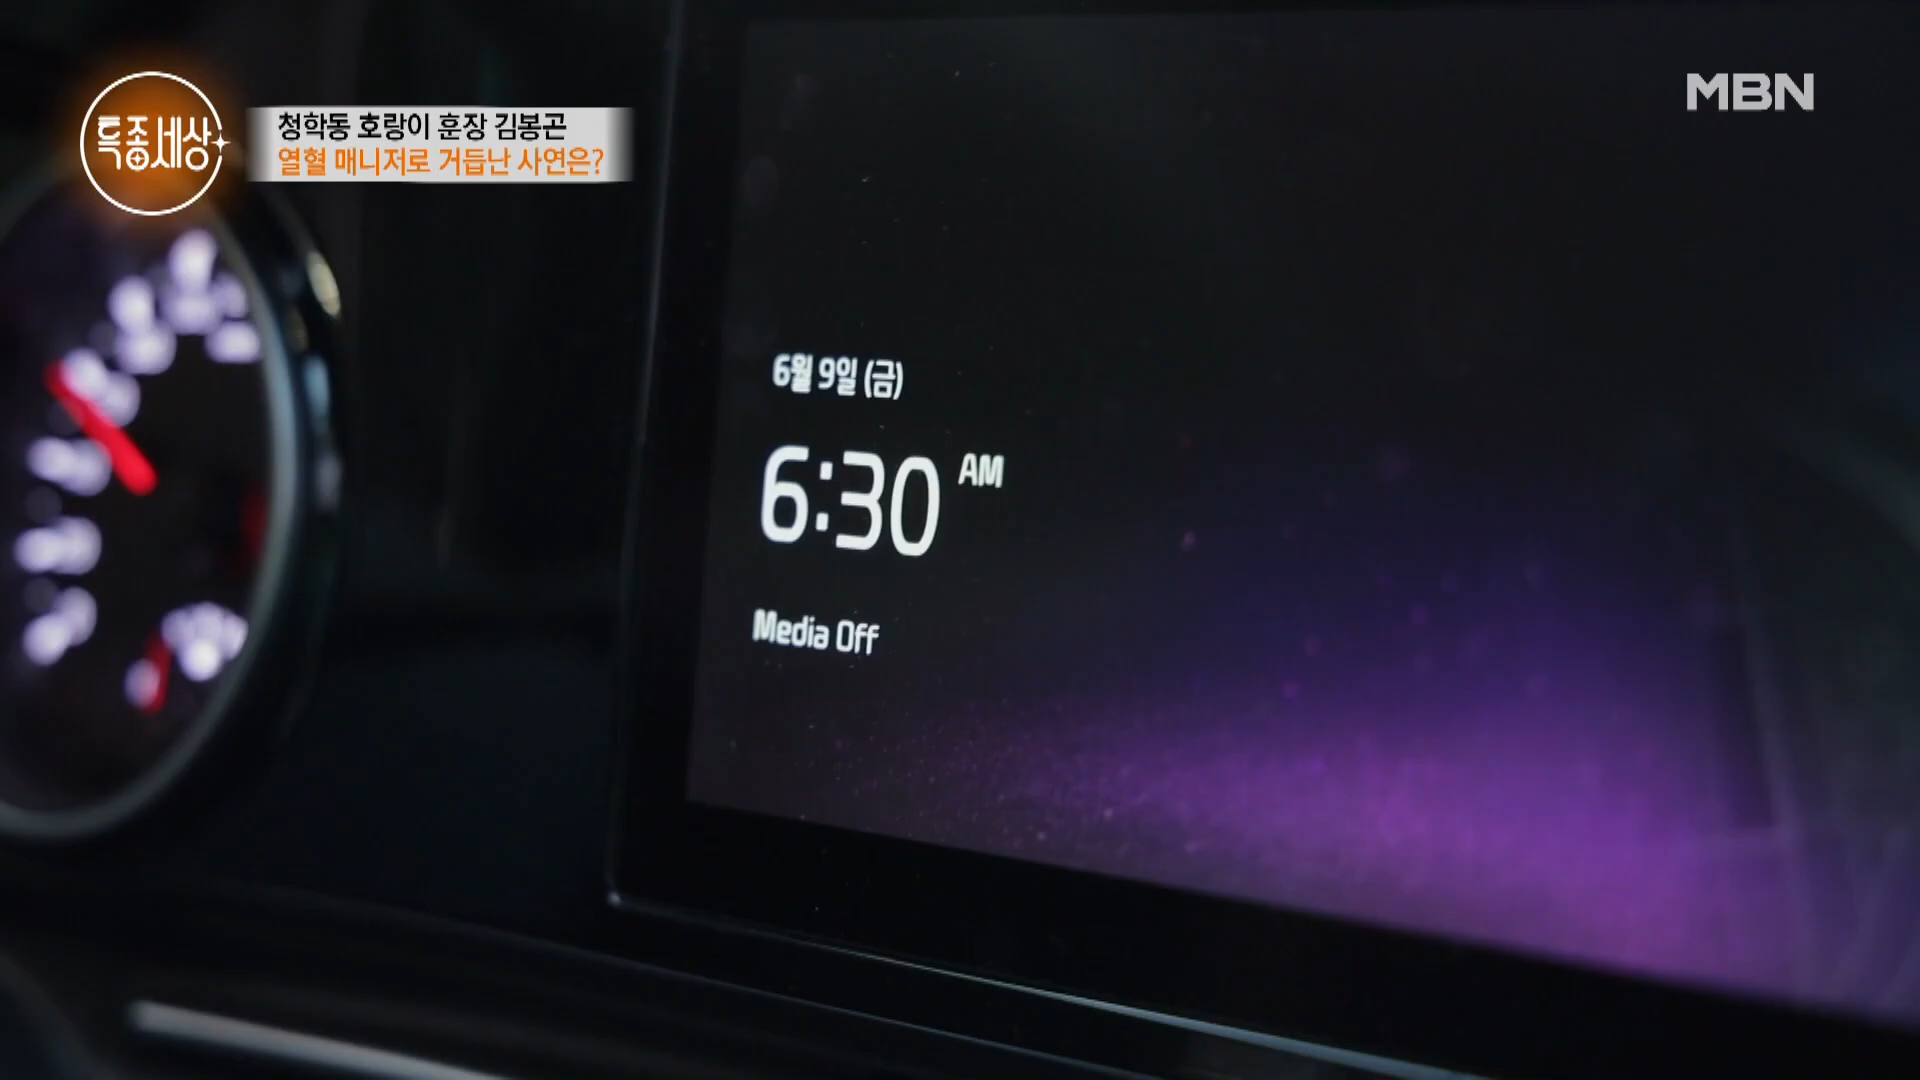 특종세상
청학동 호랑이 훈장 김봉곤
열혈 매니저로 거듭난 사연은?
MBN
6월 9일 (금)
6:30 AM
Media Off